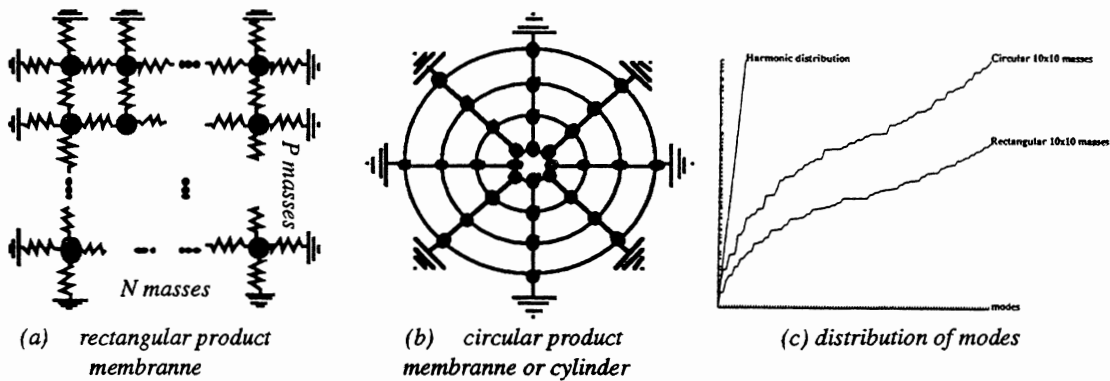 P masses
N masses
(a) rectangular product
membranne
(b) circular product
membranne or cylinder
Harmonic distribution
Circular 10x10 masses
Rectangular 10x10 masses
modes
(c) distribution of modes